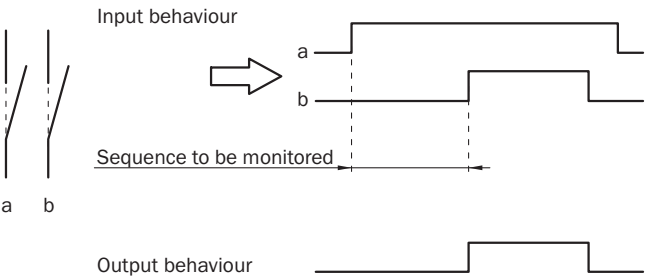 Input behaviour
a
b
Sequence to be monitored
a b
Output behaviour